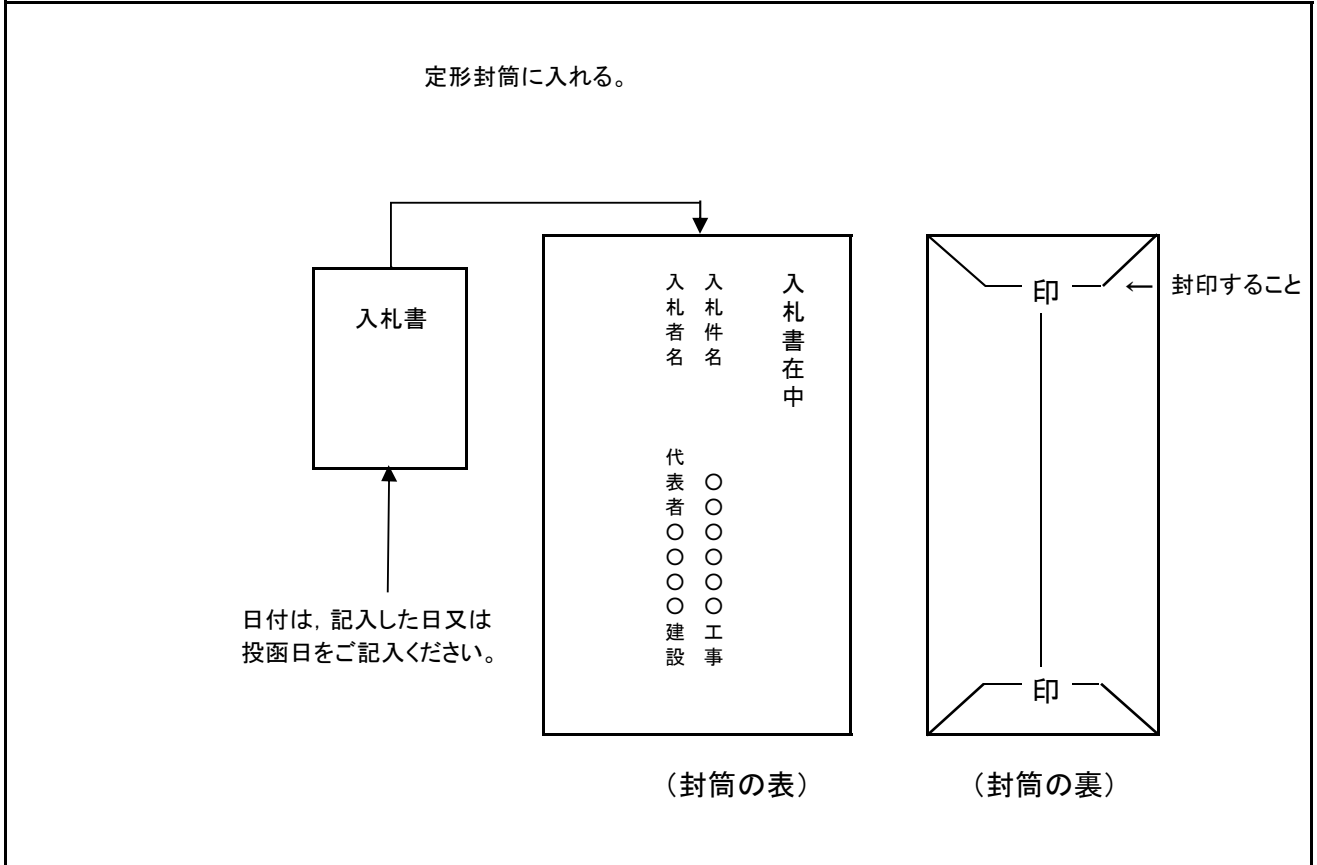 定形封筒に入れる。
入札書
日付は，記入した日又は
投函日をご記入ください。
入札書在中
入札件名　〇〇〇〇〇〇工事
入札者名　代表者〇〇〇〇建設
（封筒の表）
印
← 封印すること
印
（封筒の裏）